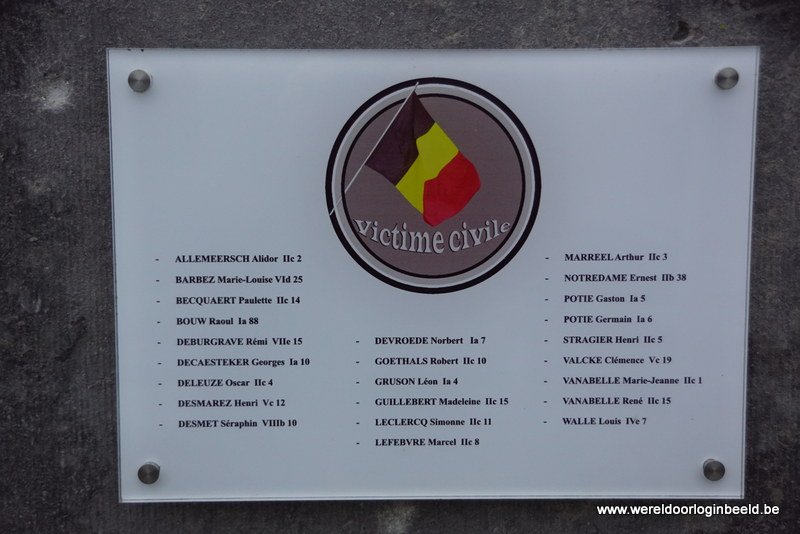 Victime civile
- ALLEMEERSCH Alidor IIc 2
- BARBEZ Marie-Louise VId 25
- BECQUAERT Paulette IIc 14
- BOUW Raoul Ia 88
- DEBURGRAVE Rémi VIIe 15
- DECAESTEKER Georges Ia 10
- DELEUZE Oscar IIc 4
- DESMAREZ Henri Vc 12
- DESMET Séraphin VIIIb 10
- DEVROEDE Norbert Ia 7
- GOETHALS Robert IIc 10
- GRUSON Léon Ia 4
- GUILLEBERT Madeleine IIc 15
- LECLERCQ Simonne IIc 11
- LEFEBVRE Marcel IIc 8
- MARREEL Arthur IIc 3
- NOTREDAME Ernest IIb 38
- POTIE Gaston Ia 5
- POTIE Germain Ia 6
- STRAGIER Henri IIc 5
- VALCKE Clémence Vc 19
- VANABELLE Marie-Jeanne IIc 1
- VANABELLE René IIc 15
- WALLE Louis IVe 7
www.wereldoorloginbeeld.be